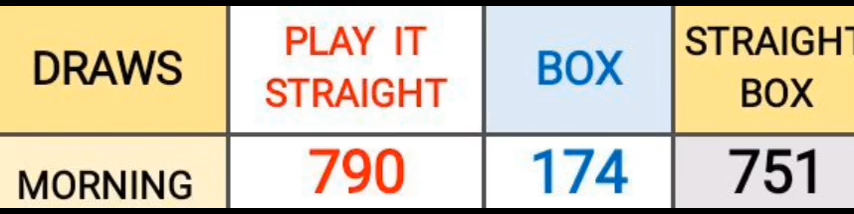 DRAWS
PLAY IT
STRAIGHT
BOX
STRAIGHT
BOX
MORNING
790
174
751